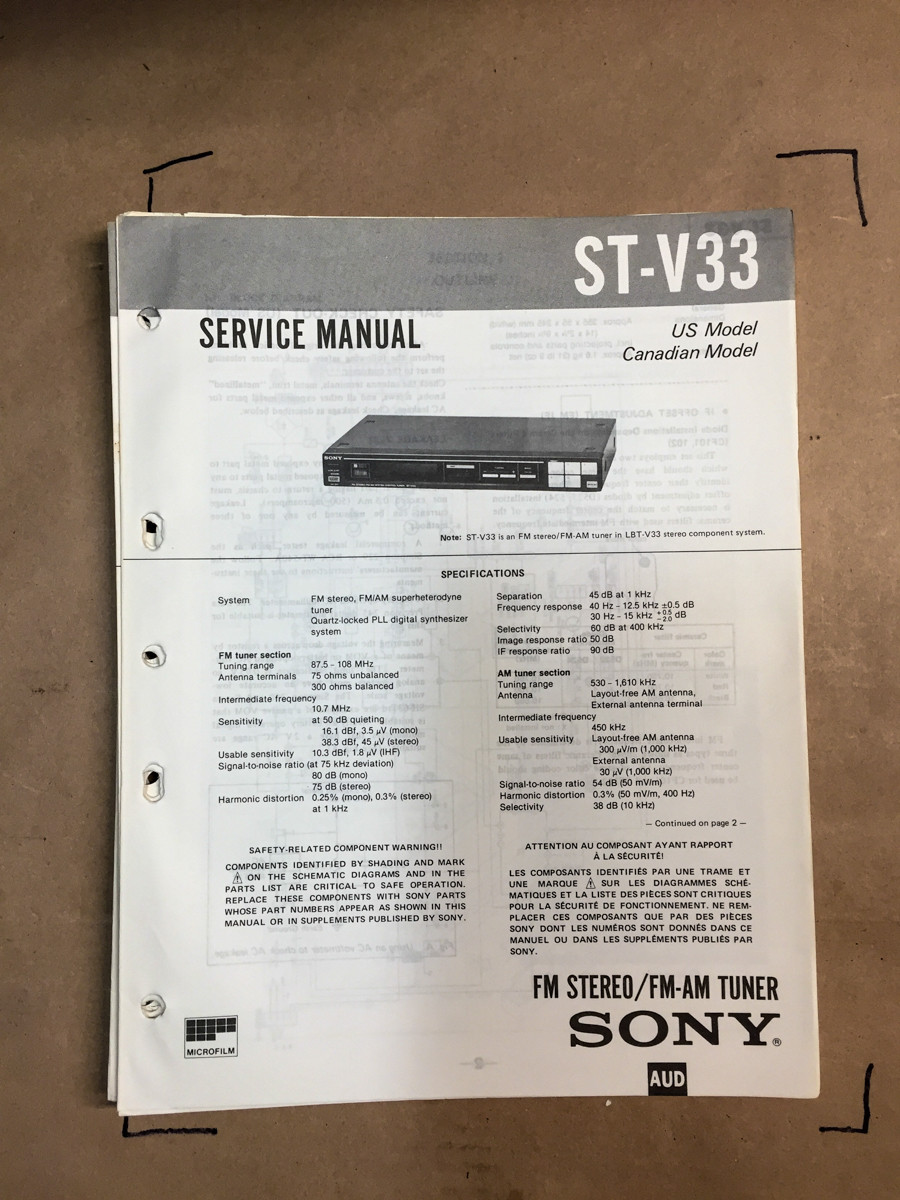 ST-V33
SERVICE MANUAL
US Model
Canadian Model
SONY
Note: ST-V33 is an FM stereo/FM-AM tuner in LBT-V33 stereo component system.
SPECIFICATIONS
System FM stereo, FM/AM superheterodyne
tuner
Quartz-locked PLL digital synthesizer
system
FM tuner section
Tuning range 87.5 - 108 MHz
Antenna terminals 75 ohms unbalanced
300 ohms balanced
Intermediate frequency
10.7 MHz
Sensitivity at 50 dB quieting
16.1 dBf, 3.5 µV (mono)
38.3 dBf, 45 µV (stereo)
Usable sensitivity 10.3 dBf, 1.8 µV (IHF)
Signal-to-noise ratio (at 75 kHz deviation)
80 dB (mono)
75 dB (stereo)
Harmonic distortion 0.25% (mono), 0.3% (stereo)
at 1 kHz
Separation 45 dB at 1 kHz
Frequency response 40 Hz - 12.5 kHz ±0.5 dB
30 Hz - 15 kHz +0.5 -2.0 dB
Selectivity 60 dB at 400 kHz
Image response ratio 50 dB
IF response ratio 90 dB
AM tuner section
Tuning range 530 - 1,610 kHz
Antenna Layout-free AM antenna,
External antenna terminal
Intermediate frequency
450 kHz
Usable sensitivity Layout-free AM antenna
300 µV/m (1,000 kHz)
External antenna
30 µV (1,000 kHz)
Signal-to-noise ratio 54 dB (50 mV/m)
Harmonic distortion 0.3% (50 mV/m, 400 Hz)
Selectivity 38 dB (10 kHz)
— Continued on page 2 —
SAFETY-RELATED COMPONENT WARNING!!
COMPONENTS IDENTIFIED BY SHADING AND MARK
⚠ ON THE SCHEMATIC DIAGRAMS AND IN THE
PARTS LIST ARE CRITICAL TO SAFE OPERATION.
REPLACE THESE COMPONENTS WITH SONY PARTS
WHOSE PART NUMBERS APPEAR AS SHOWN IN THIS
MANUAL OR IN SUPPLEMENTS PUBLISHED BY SONY.
ATTENTION AU COMPOSANT AYANT RAPPORT
À LA SÉCURITÉ!
LES COMPOSANTS IDENTIFIÉS PAR UNE TRAME ET
UNE MARQUE ⚠ SUR LES DIAGRAMMES SCHÉ-
MATIQUES ET LA LISTE DES PIÈCES SONT CRITIQUES
POUR LA SÉCURITÉ DE FONCTIONNEMENT. NE REM-
PLACER CES COMPOSANTS QUE PAR DES PIÈCES
SONY DONT LES NUMÉROS SONT DONNÉS DANS CE
MANUEL OU DANS LES SUPPLÉMENTS PUBLIÉS PAR
SONY.
FM STEREO/FM-AM TUNER
SONY®
MICROFILM
AUD